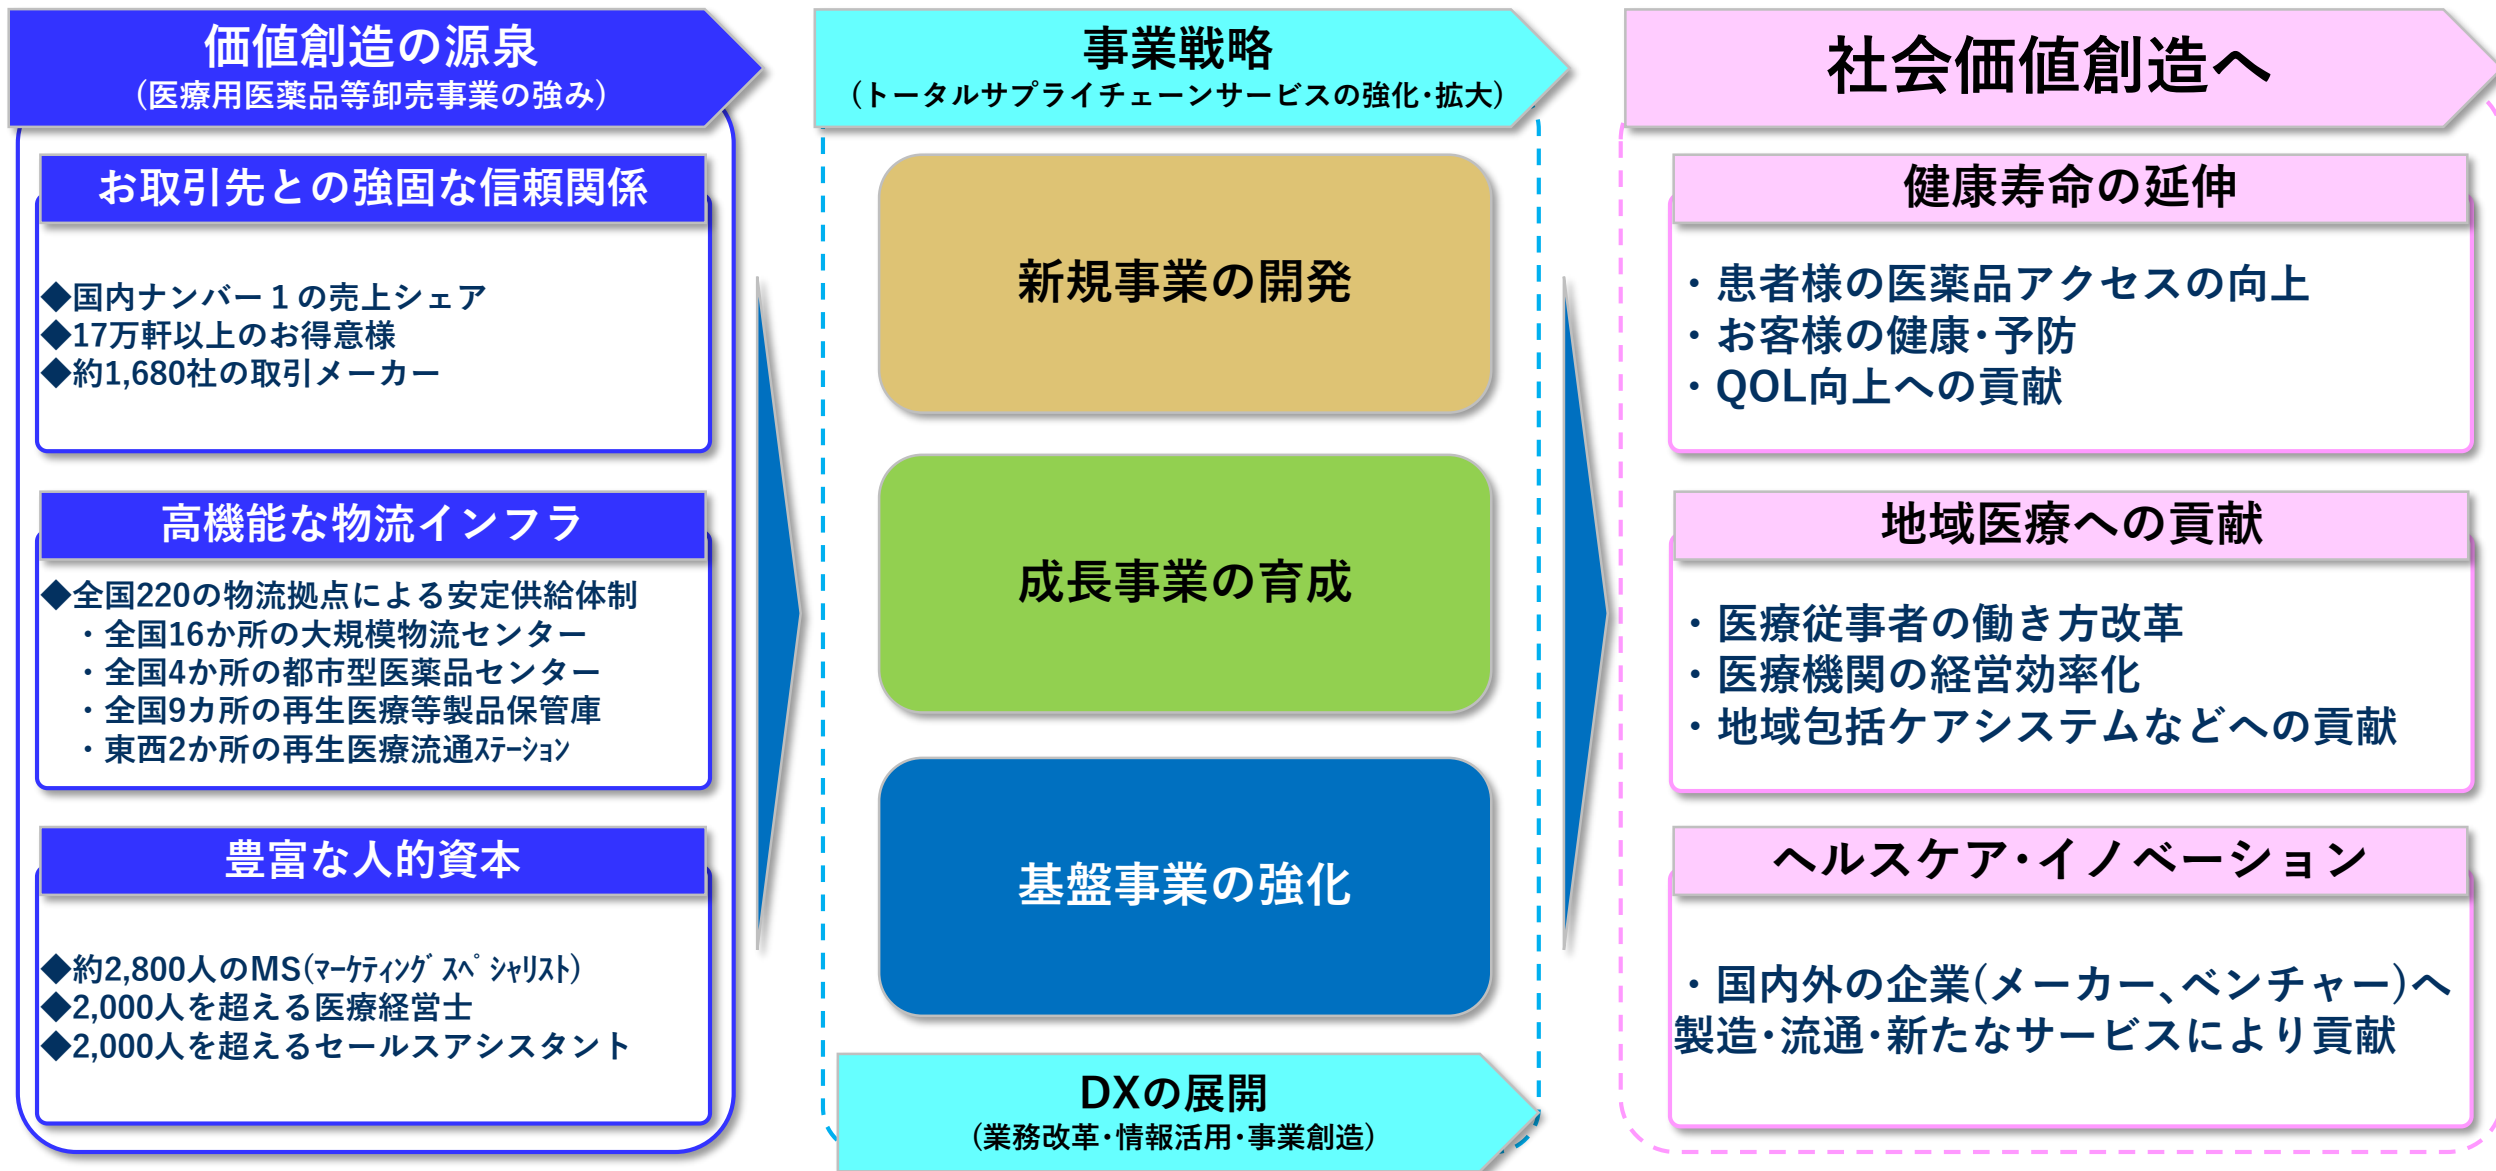 価値創造の源泉
(医療用医薬品等卸売事業の強み)
お取引先との強固な信頼関係
◆国内ナンバー１の売上シェア
◆17万軒以上のお得意様
◆約1,680社の取引メーカー
高機能な物流インフラ
◆全国220の物流拠点による安定供給体制
・全国16か所の大規模物流センター
・全国4か所の都市型医薬品センター
・全国9カ所の再生医療等製品保管庫
・東西2か所の再生医療流通ｽﾃｰｼｮﾝ
豊富な人的資本
◆約2,800人のMS(ﾏｰｹﾃｨﾝｸﾞｽﾍﾟｼｬﾘｽﾄ)
◆2,000人を超える医療経営士
◆2,000人を超えるセールスアシスタント
事業戦略
(トータルサプライチェーンサービスの強化･拡大)
新規事業の開発
成長事業の育成
基盤事業の強化
DXの展開
(業務改革･情報活用･事業創造)
社会価値創造へ
健康寿命の延伸
・患者様の医薬品アクセスの向上
・お客様の健康･予防
・QOL向上への貢献
地域医療への貢献
・医療従事者の働き方改革
・医療機関の経営効率化
・地域包括ケアシステムなどへの貢献
ヘルスケア･イノベーション
・国内外の企業(メーカー､ベンチャー)へ
製造･流通･新たなサービスにより貢献